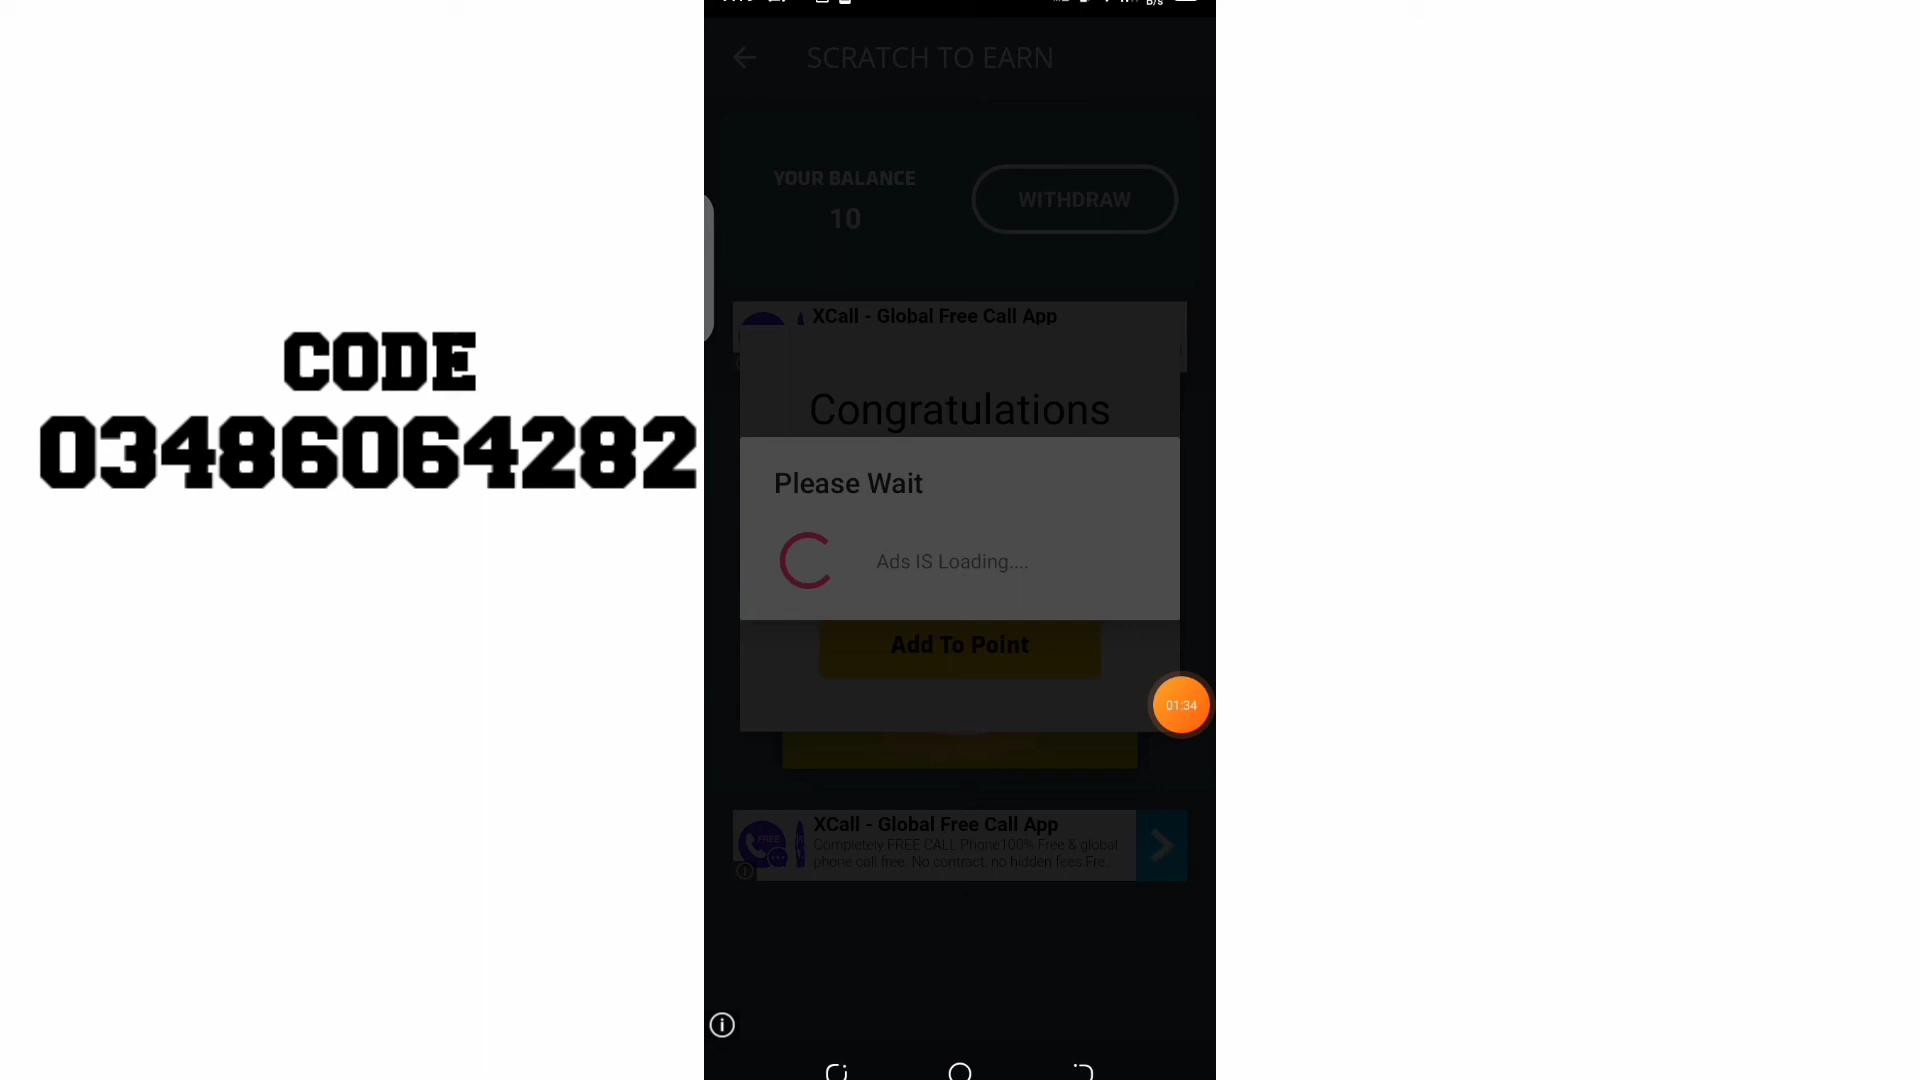 SCRATCH TO EARN
YOUR BALANCE
10
WITHDRAW
XCall - Global Free Call App
CODE
03486064282
Congratulations
Please Wait
Ads IS Loading....
Add To Point
01:34
XCall - Global Free Call App
FREE
Completely FREE CALL Phone100% Free & global
phone call free. No contract, no hidden fees.Fre...